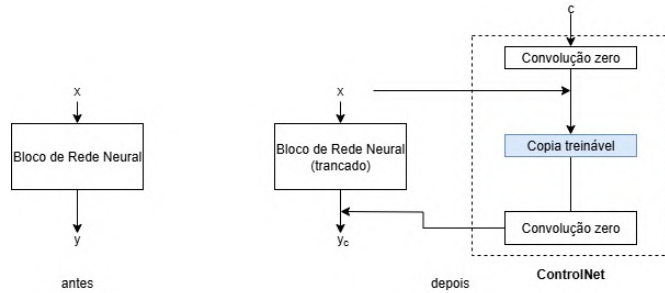 c
Convolução zero
x
x
Bloco de Rede Neural
Bloco de Rede Neural
(trancado)
Copia treinável
Convolução zero
y
yc
antes
depois
ControlNet